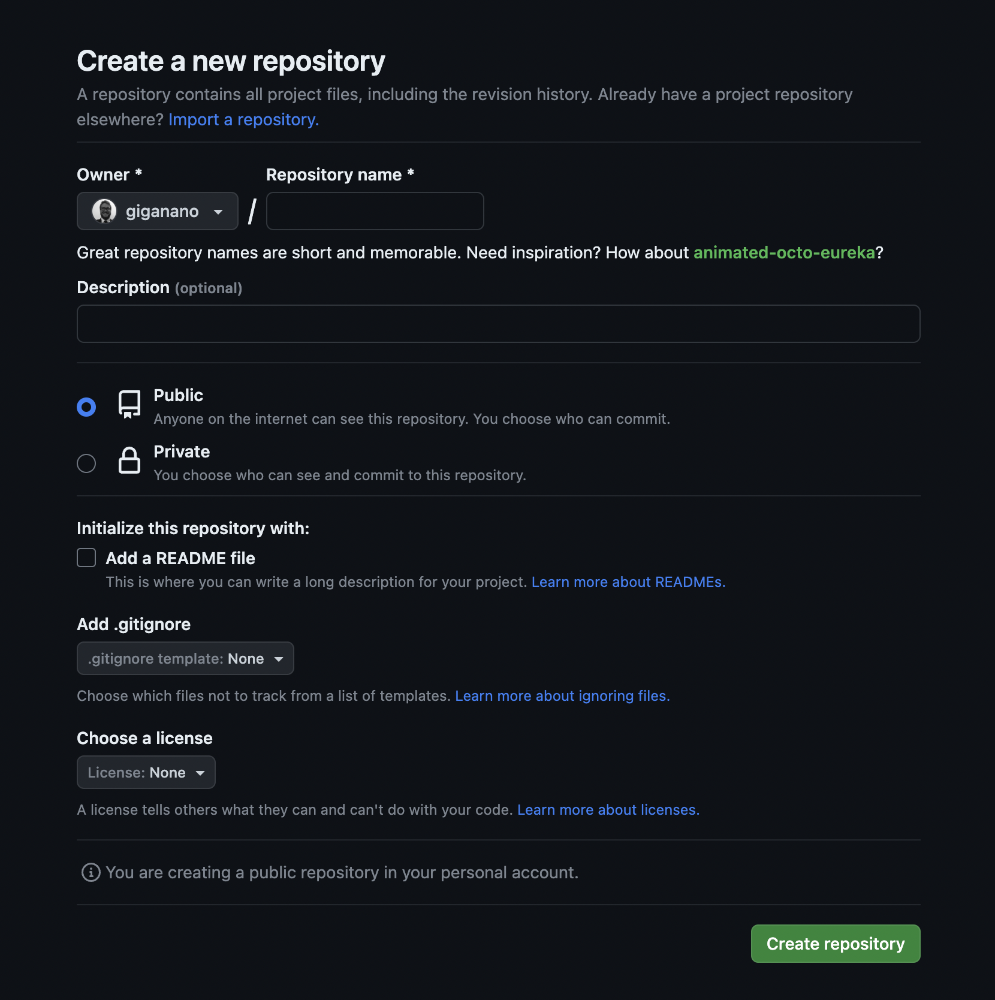 Create a new repository
A repository contains all project files, including the revision history. Already have a project repository
elsewhere? Import a repository.
Owner *
Repository name *
giganano
/
Great repository names are short and memorable. Need inspiration? How about animated-octo-eureka?
Description (optional)
Public
Anyone on the internet can see this repository. You choose who can commit.
Private
You choose who can see and commit to this repository.
Initialize this repository with:
Add a README file
This is where you can write a long description for your project. Learn more about READMEs.
Add .gitignore
.gitignore template: None
Choose which files not to track from a list of templates. Learn more about ignoring files.
Choose a license
License: None
A license tells others what they can and can't do with your code. Learn more about licenses.
You are creating a public repository in your personal account.
Create repository